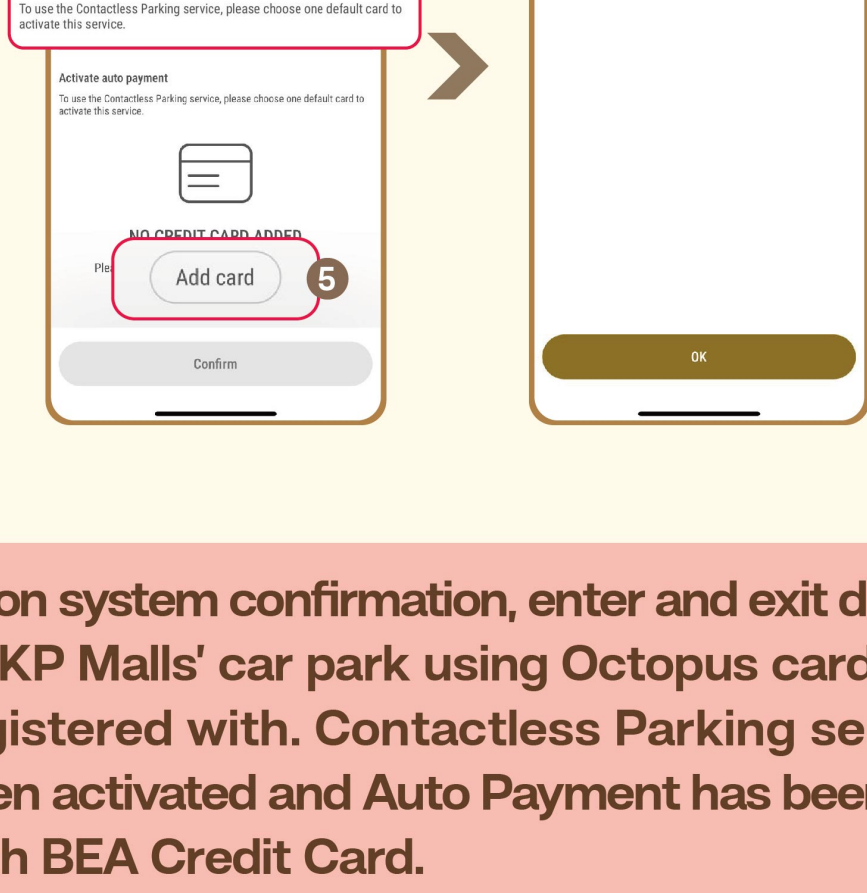 To use the Contactless Parking service, please choose one default card to
activate this service.
Activate auto payment
To use the Contactless Parking service, please choose one default card to
activate this service.
NO CREDIT CARD ADDED
Add card
5
Confirm
OK
on system confirmation, enter and exit d
KP Malls' car park using Octopus card
gistered with. Contactless Parking se
en activated and Auto Payment has bee
h BEA Credit Card.